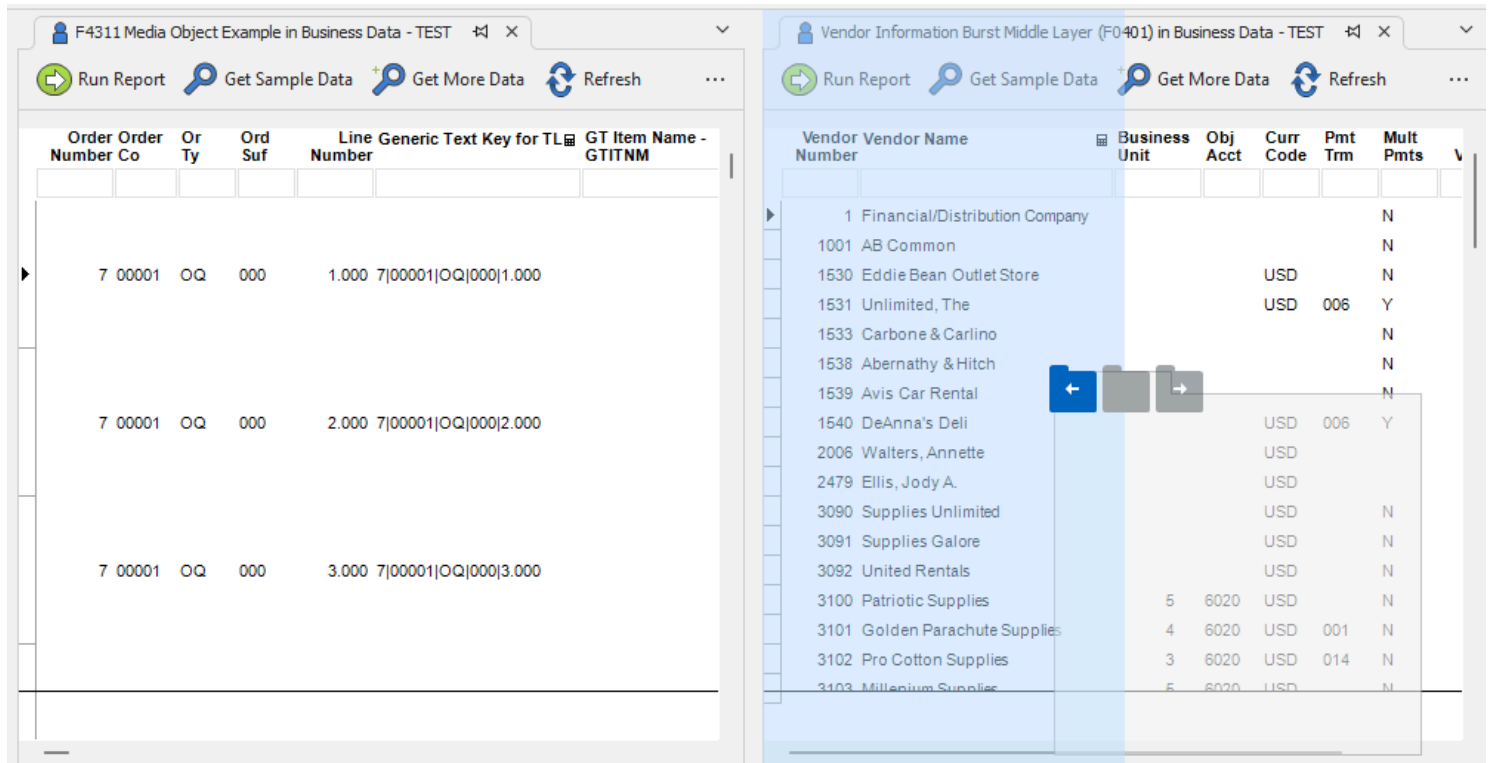 F4311 Media Object Example in Business Data - TEST
Run Report Get Sample Data Get More Data Refresh ...
Order Order Or Ord Line Generic Text Key for TL GT Item Name -
Number Co Ty Suf Number GTITNM
7 00001 OQ 000 1.000 7|00001|OQ|000|1.000
7 00001 OQ 000 2.000 7|00001|OQ|000|2.000
7 00001 OQ 000 3.000 7|00001|OQ|000|3.000
Vendor Information Burst Middle Layer (F0401) in Business Data - TEST
Run Report Get Sample Data Get More Data Refresh ...
Vendor Vendor Name Business Obj Curr Pmt Mult
Number Unit Acct Code Trm Pmts V
1 Financial/Distribution Company N
1001 AB Common N
1530 Eddie Bean Outlet Store USD N
1531 Unlimited, The USD 006 Y
1533 Carbone & Carlino N
1538 Abernathy & Hitch N
1539 Avis Car Rental N
1540 DeAnna's Deli USD 006 Y
2006 Walters, Annette USD
2479 Ellis, Jody A. USD
3090 Supplies Unlimited USD N
3091 Supplies Galore USD N
3092 United Rentals USD N
3100 Patriotic Supplies 5 6020 USD N
3101 Golden Parachute Supplies 4 6020 USD 001 N
3102 Pro Cotton Supplies 3 6020 USD 014 N
3103 Millenium Supplies 6020 USD N